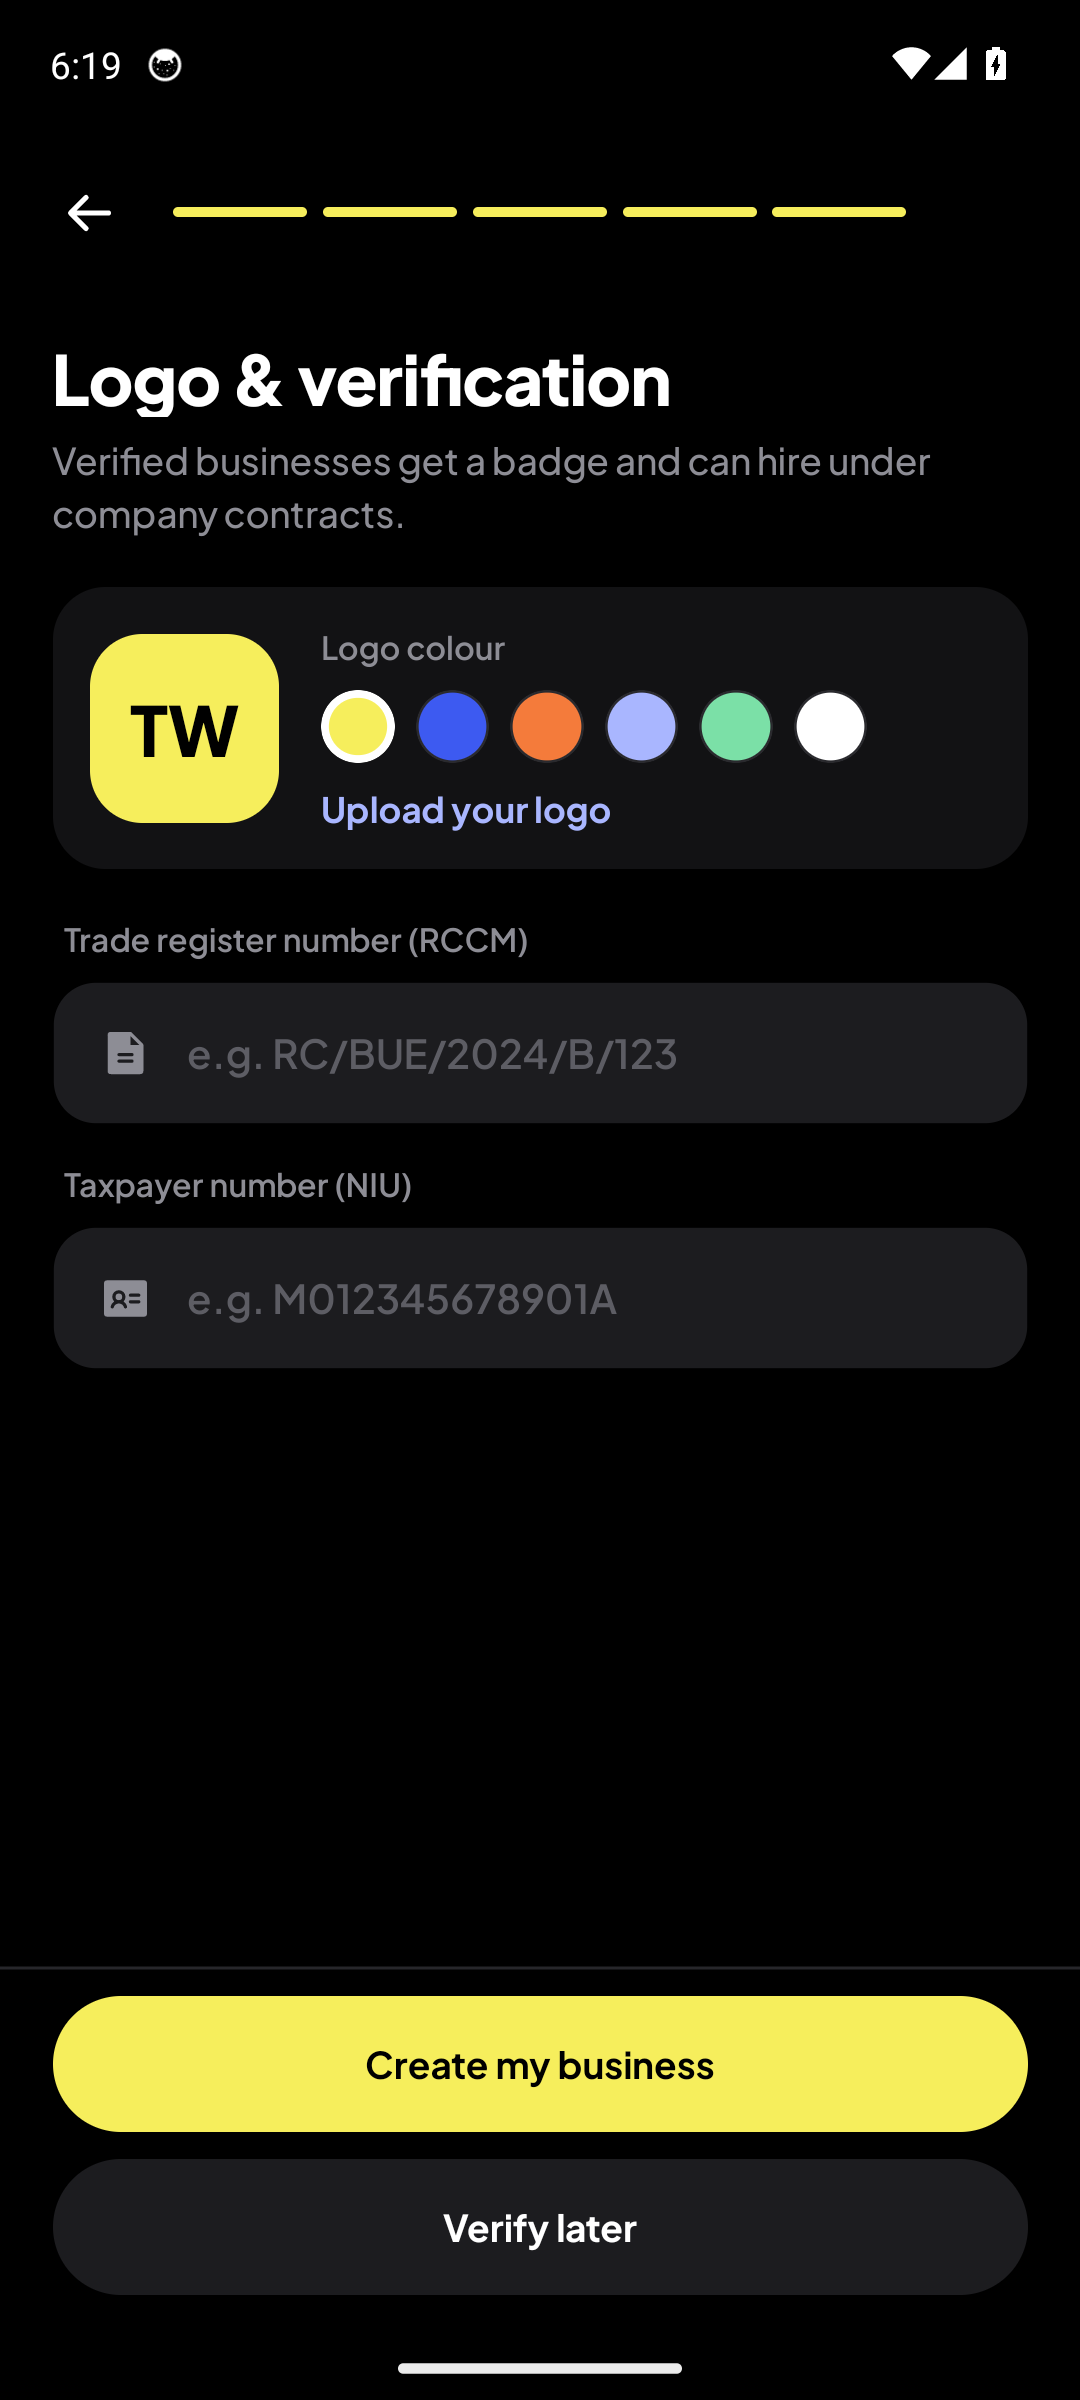 6:19
Logo & verification
Verified businesses get a badge and can hire under
company contracts.
TW
Logo colour
Upload your logo
Trade register number (RCCM)
e.g. RC/BUE/2024/B/123
Taxpayer number (NIU)
e.g. M012345678901A
Create my business
Verify later